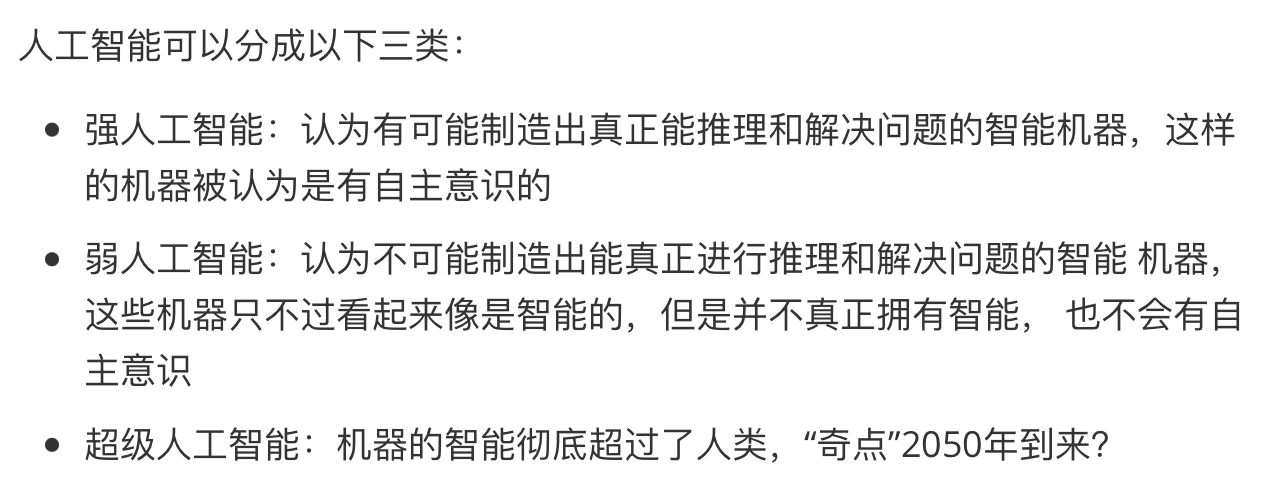 人工智能可以分成以下三类：
• 强人工智能：认为有可能制造出真正能推理和解决问题的智能机器，这样
的机器被认为是有自主意识的
• 弱人工智能：认为不可能制造出能真正进行推理和解决问题的智能 机器，
这些机器只不过看起来像是智能的，但是并不真正拥有智能， 也不会有自
主意识
• 超级人工智能：机器的智能彻底超过了人类，“奇点”2050年到来？